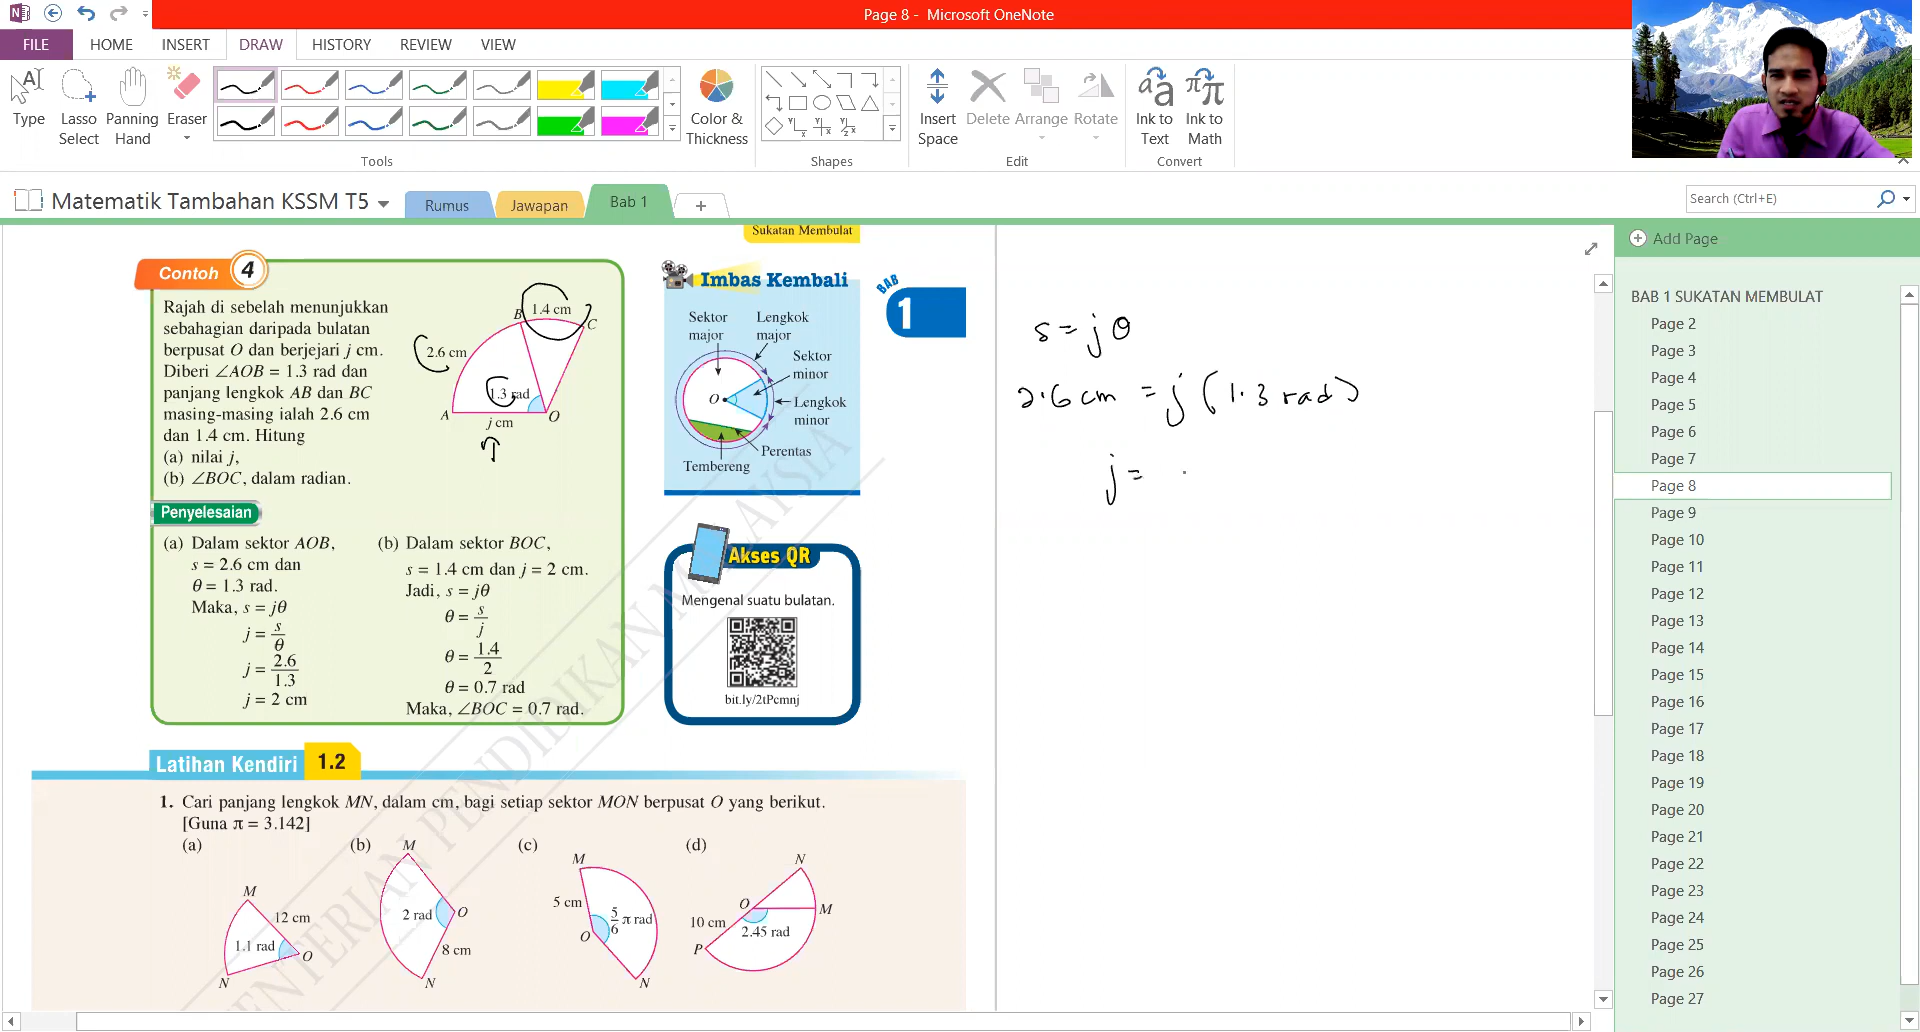 Page 8 - Microsoft OneNote
FILE HOME INSERT DRAW HISTORY REVIEW VIEW
Type
Lasso Select
Panning Hand
Eraser
Color & Thickness
Insert Space
Delete
Arrange
Rotate
Ink to Text
Ink to Math
Tools
Shapes
Edit
Convert
Matematik Tambahan KSSM T5
Rumus
Jawapan
Bab 1
+
Search (Ctrl+E)
Sukatan Membulat
Contoh 4
Rajah di sebelah menunjukkan
sebahagian daripada bulatan
berpusat O dan berjejari j cm.
Diberi ∠AOB = 1.3 rad dan
panjang lengkok AB dan BC
masing-masing ialah 2.6 cm
dan 1.4 cm. Hitung
(a) nilai j,
(b) ∠BOC, dalam radian.
1.4 cm
B
C
2.6 cm
1.3 rad
A
j cm
O
Penyelesaian
(a) Dalam sektor AOB,
s = 2.6 cm dan
θ = 1.3 rad.
Maka, s = jθ
j = s/θ
j = 2.6/1.3
j = 2 cm
(b) Dalam sektor BOC,
s = 1.4 cm dan j = 2 cm.
Jadi, s = jθ
θ = s/j
θ = 1.4/2
θ = 0.7 rad
Maka, ∠BOC = 0.7 rad.
Imbas Kembali
Sektor major
Lengkok major
Sektor minor
O
Lengkok minor
Perentas
Tembereng
BAB
1
Akses QR
Mengenal suatu bulatan.
bit.ly/2tPcmnj
s = jθ
2.6 cm = j (1.3 rad)
j =
Latihan Kendiri 1.2
1. Cari panjang lengkok MN, dalam cm, bagi setiap sektor MON berpusat O yang berikut.
[Guna π = 3.142]
(a)
M
12 cm
1.1 rad
O
N
(b)
M
2 rad
O
8 cm
N
(c)
M
5 cm
5/6 π rad
O
N
(d)
N
O
M
10 cm
2.45 rad
P
KEMENTERIAN PENDIDIKAN MALAYSIA
Add Page
BAB 1 SUKATAN MEMBULAT
Page 2
Page 3
Page 4
Page 5
Page 6
Page 7
Page 8
Page 9
Page 10
Page 11
Page 12
Page 13
Page 14
Page 15
Page 16
Page 17
Page 18
Page 19
Page 20
Page 21
Page 22
Page 23
Page 24
Page 25
Page 26
Page 27